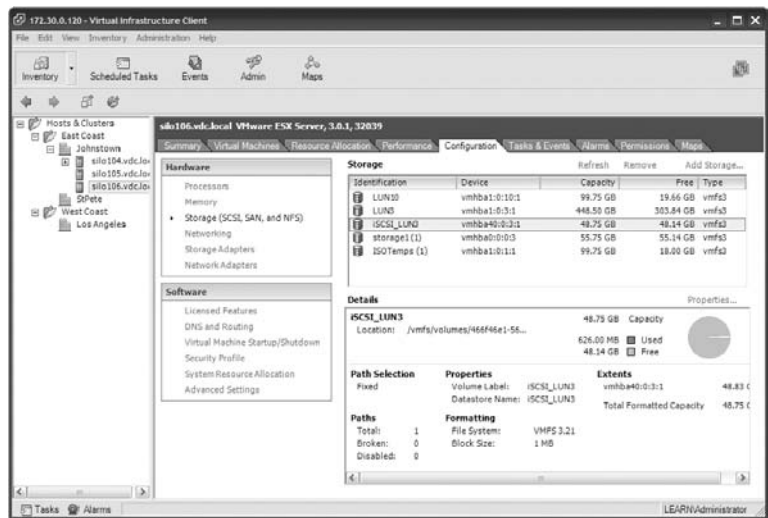 172.30.0.120 - Virtual Infrastructure Client
File Edit View Inventory Administration Help
Inventory Scheduled Tasks Events Admin Maps
Hosts & Clusters
East Coast
Johnstown
silo104.vdc.lo
silo105.vdc.lo
silo106.vdc.lo
StPete
West Coast
Los Angeles
silo106.vdc.local VMware ESX Server, 3.0.1, 32039
Summary Virtual Machines Resource Allocation Performance Configuration Tasks & Events Alarms Permissions Maps
Hardware
Processors
Memory
Storage (SCSI, SAN, and NFS)
Networking
Storage Adapters
Network Adapters
Software
Licensed Features
DNS and Routing
Virtual Machine Startup/Shutdown
Security Profile
System Resource Allocation
Advanced Settings
Storage Refresh Remove Add Storage...
Identification Device Capacity Free Type
LUN10 vmhba1:0:10:1 99.75 GB 19.66 GB vmfs3
LUN3 vmhba1:0:3:1 448.50 GB 303.84 GB vmfs3
iSCSI_LUN3 vmhba40:0:3:1 48.75 GB 48.14 GB vmfs3
storage1 (1) vmhba0:0:0:3 55.75 GB 55.14 GB vmfs3
ISOTemps (1) vmhba1:0:1:1 99.75 GB 18.00 GB vmfs3
Details Properties...
iSCSI_LUN3 48.75 GB Capacity
Location: /vmfs/volumes/466f46e1-56...
626.00 MB Used
48.14 GB Free
Path Selection
Fixed
Paths
Total: 1
Broken: 0
Disabled: 0
Properties
Volume Label: iSCSI_LUN3
Datastore Name: iSCSI_LUN3
Formatting
File System: VMFS 3.21
Block Size: 1 MB
Extents
vmhba40:0:3:1 48.83
Total Formatted Capacity 48.75
Tasks Alarms LEARN\Administrator